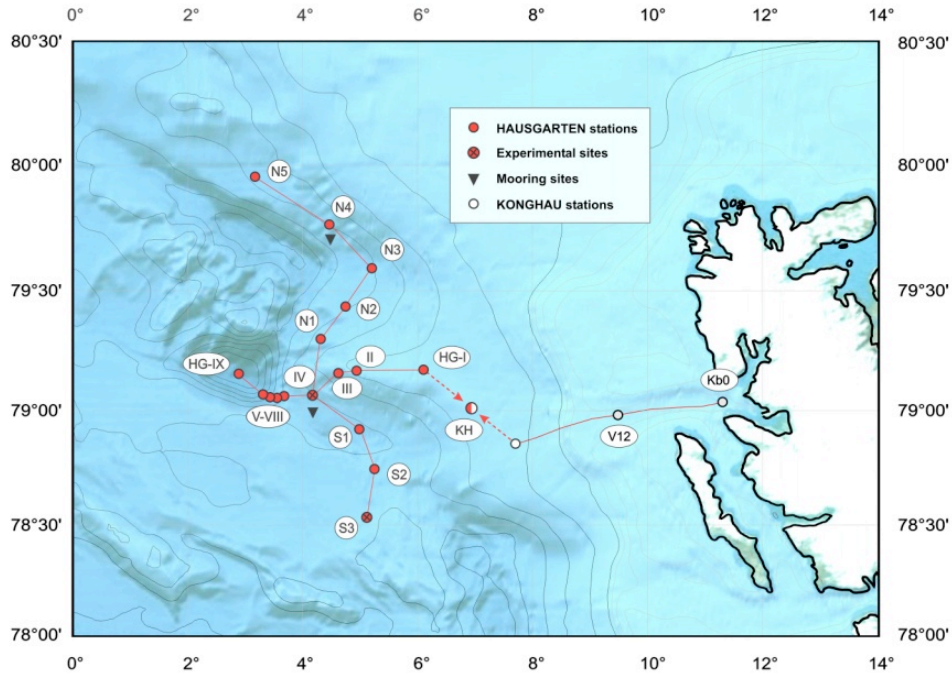 0° 2° 4° 6° 8° 10° 12° 14°
80°30' 80°30'
HAUSGARTEN stations
Experimental sites
Mooring sites
KONGHAU stations
80°00' 80°00'
N5
N4
N3
79°30' 79°30'
N2
N1
HG-IX IV II HG-I
III
Kb0
79°00' 79°00'
V-VIII
KH
V12
S1
S2
S3
78°30' 78°30'
78°00' 78°00'
0° 2° 4° 6° 8° 10° 12° 14°